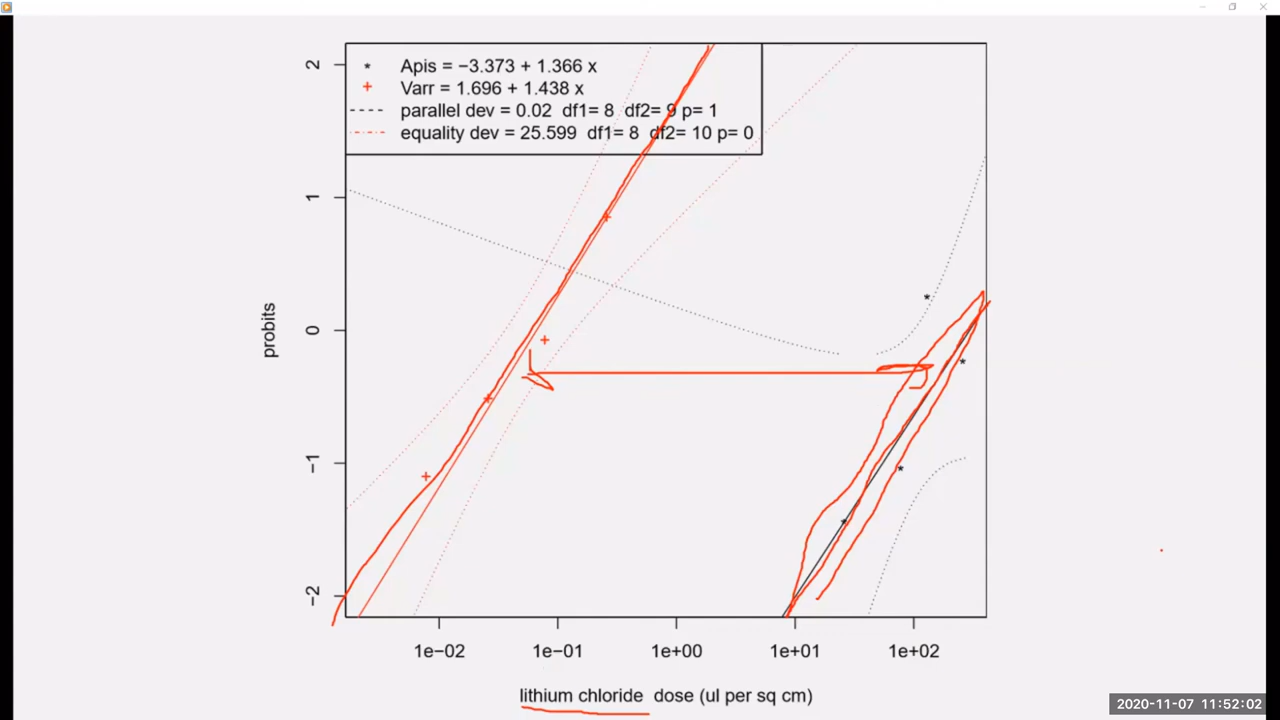 * Apis = −3.373 + 1.366 x
+ Varr = 1.696 + 1.438 x
parallel dev = 0.02 df1= 8 df2= 9 p= 1
equality dev = 25.599 df1= 8 df2= 10 p= 0
probits
2
1
0
−1
−2
1e−02 1e−01 1e+00 1e+01 1e+02
lithium chloride dose (ul per sq cm)
2020-11-07 11:52:02